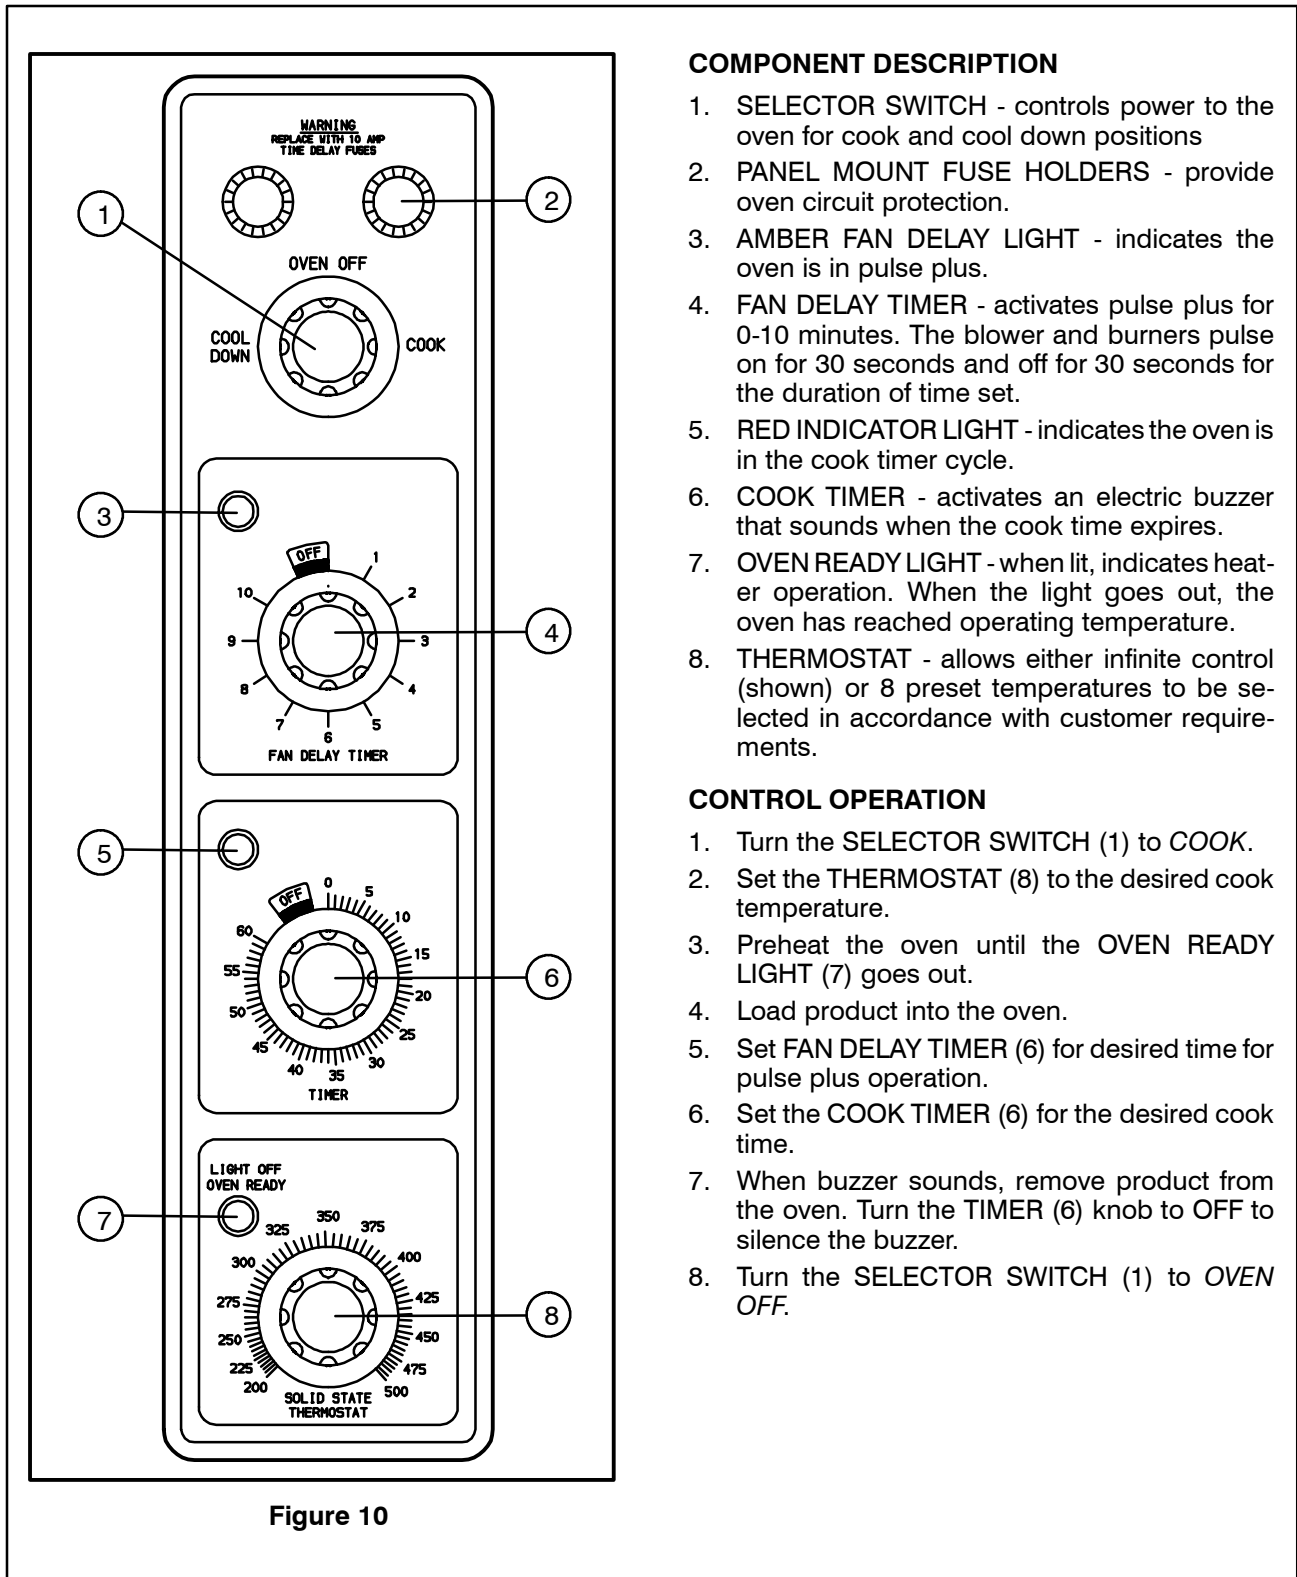 WARNING
REPLACE WITH 10 AMP
TIME DELAY FUSES
1
2
OVEN OFF
COOL
DOWN
COOK
3
OFF
1
2
3
4
5
6
7
8
9
10
4
FAN DELAY TIMER
5
OFF
0
5
10
15
20
25
30
35
40
45
50
55
60
6
TIMER
LIGHT OFF
OVEN READY
7
200
225
250
275
300
325
350
375
400
425
450
475
500
8
SOLID STATE
THERMOSTAT
Figure 10
COMPONENT DESCRIPTION
1. SELECTOR SWITCH - controls power to the
oven for cook and cool down positions
2. PANEL MOUNT FUSE HOLDERS - provide
oven circuit protection.
3. AMBER FAN DELAY LIGHT - indicates the
oven is in pulse plus.
4. FAN DELAY TIMER - activates pulse plus for
0-10 minutes. The blower and burners pulse
on for 30 seconds and off for 30 seconds for
the duration of time set.
5. RED INDICATOR LIGHT - indicates the oven is
in the cook timer cycle.
6. COOK TIMER - activates an electric buzzer
that sounds when the cook time expires.
7. OVEN READY LIGHT - when lit, indicates heat-
er operation. When the light goes out, the
oven has reached operating temperature.
8. THERMOSTAT - allows either infinite control
(shown) or 8 preset temperatures to be se-
lected in accordance with customer require-
ments.
CONTROL OPERATION
1. Turn the SELECTOR SWITCH (1) to COOK.
2. Set the THERMOSTAT (8) to the desired cook
temperature.
3. Preheat the oven until the OVEN READY
LIGHT (7) goes out.
4. Load product into the oven.
5. Set FAN DELAY TIMER (6) for desired time for
pulse plus operation.
6. Set the COOK TIMER (6) for the desired cook
time.
7. When buzzer sounds, remove product from
the oven. Turn the TIMER (6) knob to OFF to
silence the buzzer.
8. Turn the SELECTOR SWITCH (1) to OVEN
OFF.